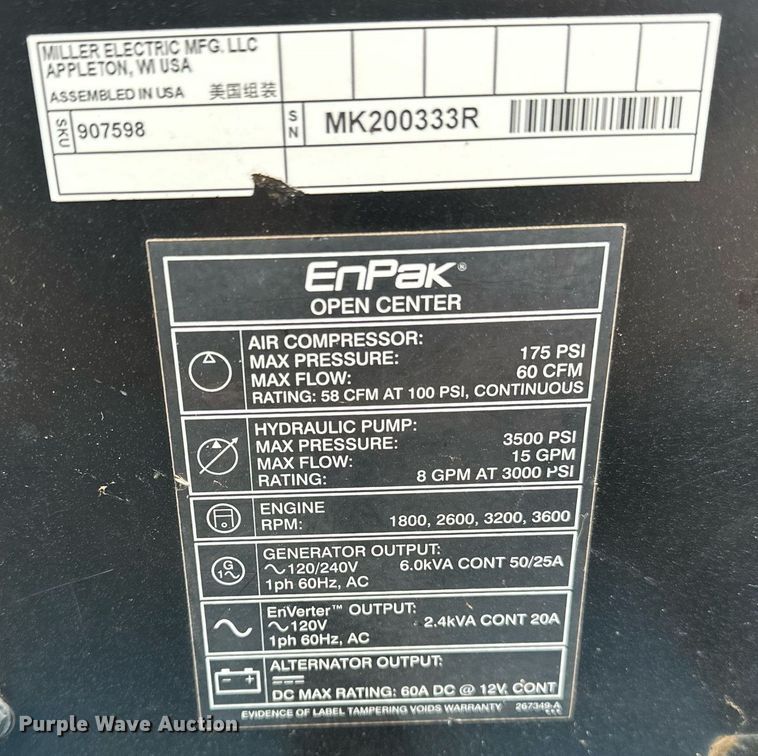 MILLER ELECTRIC MFG. LLC
APPLETON, WI USA
ASSEMBLED IN USA 美国组装
SKU 907598
SN MK200333R
EnPak®
OPEN CENTER
AIR COMPRESSOR:
MAX PRESSURE: 175 PSI
MAX FLOW: 60 CFM
RATING: 58 CFM AT 100 PSI, CONTINUOUS
HYDRAULIC PUMP:
MAX PRESSURE: 3500 PSI
MAX FLOW: 15 GPM
RATING: 8 GPM AT 3000 PSI
ENGINE
RPM: 1800, 2600, 3200, 3600
G
1~
GENERATOR OUTPUT:
~120/240V 6.0kVA CONT 50/25A
1ph 60Hz, AC
EnVerter™ OUTPUT:
~120V 2.4kVA CONT 20A
1ph 60Hz, AC
ALTERNATOR OUTPUT:
DC MAX RATING: 60A DC @ 12V, CONT
EVIDENCE OF LABEL TAMPERING VOIDS WARRANTY 267349-A
Purple Wave Auction